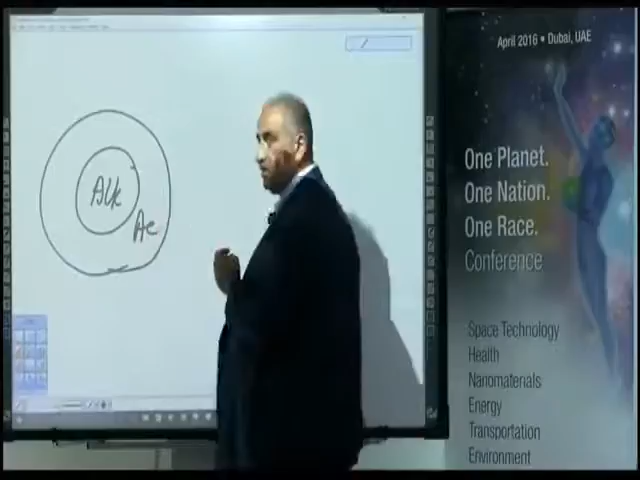 April 2016 • Dubai, UAE
One Planet.
One Nation.
One Race.
Conference
Space Technology
Health
Nanomaterials
Energy
Transportation
Environment
Alk
Ac